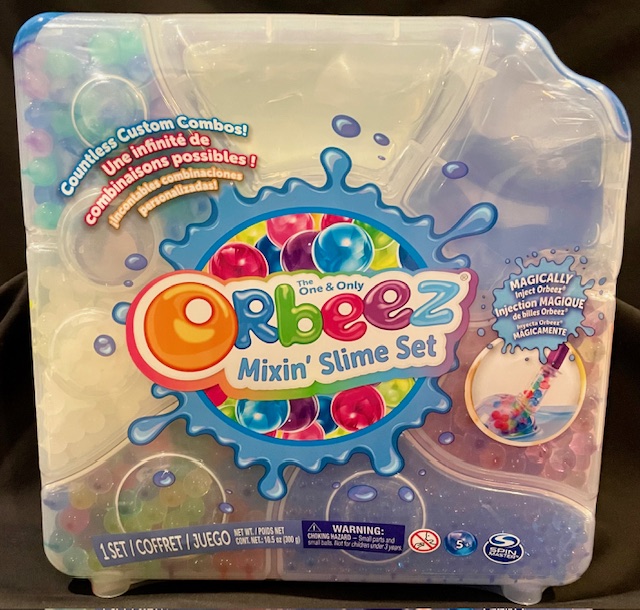 Countless Custom Combos!
Une infinité de
combinaisons possibles !
¡Incontables combinaciones
personalizadas!
The
One & Only
Orbeez®
Mixin' Slime Set
MAGICALLY
Inject Orbeez®
Injection MAGIQUE
de billes Orbeez®
Inyecta Orbeez®
MÁGICAMENTE
1 SET / COFFRET / JUEGO
NET WT. / POIDS NET
CONT. NET.: 10.5 oz (300 g)
WARNING:
CHOKING HAZARD – Small parts and
small balls. Not for children under 3 years.
0-3
5+
SPIN
MASTER